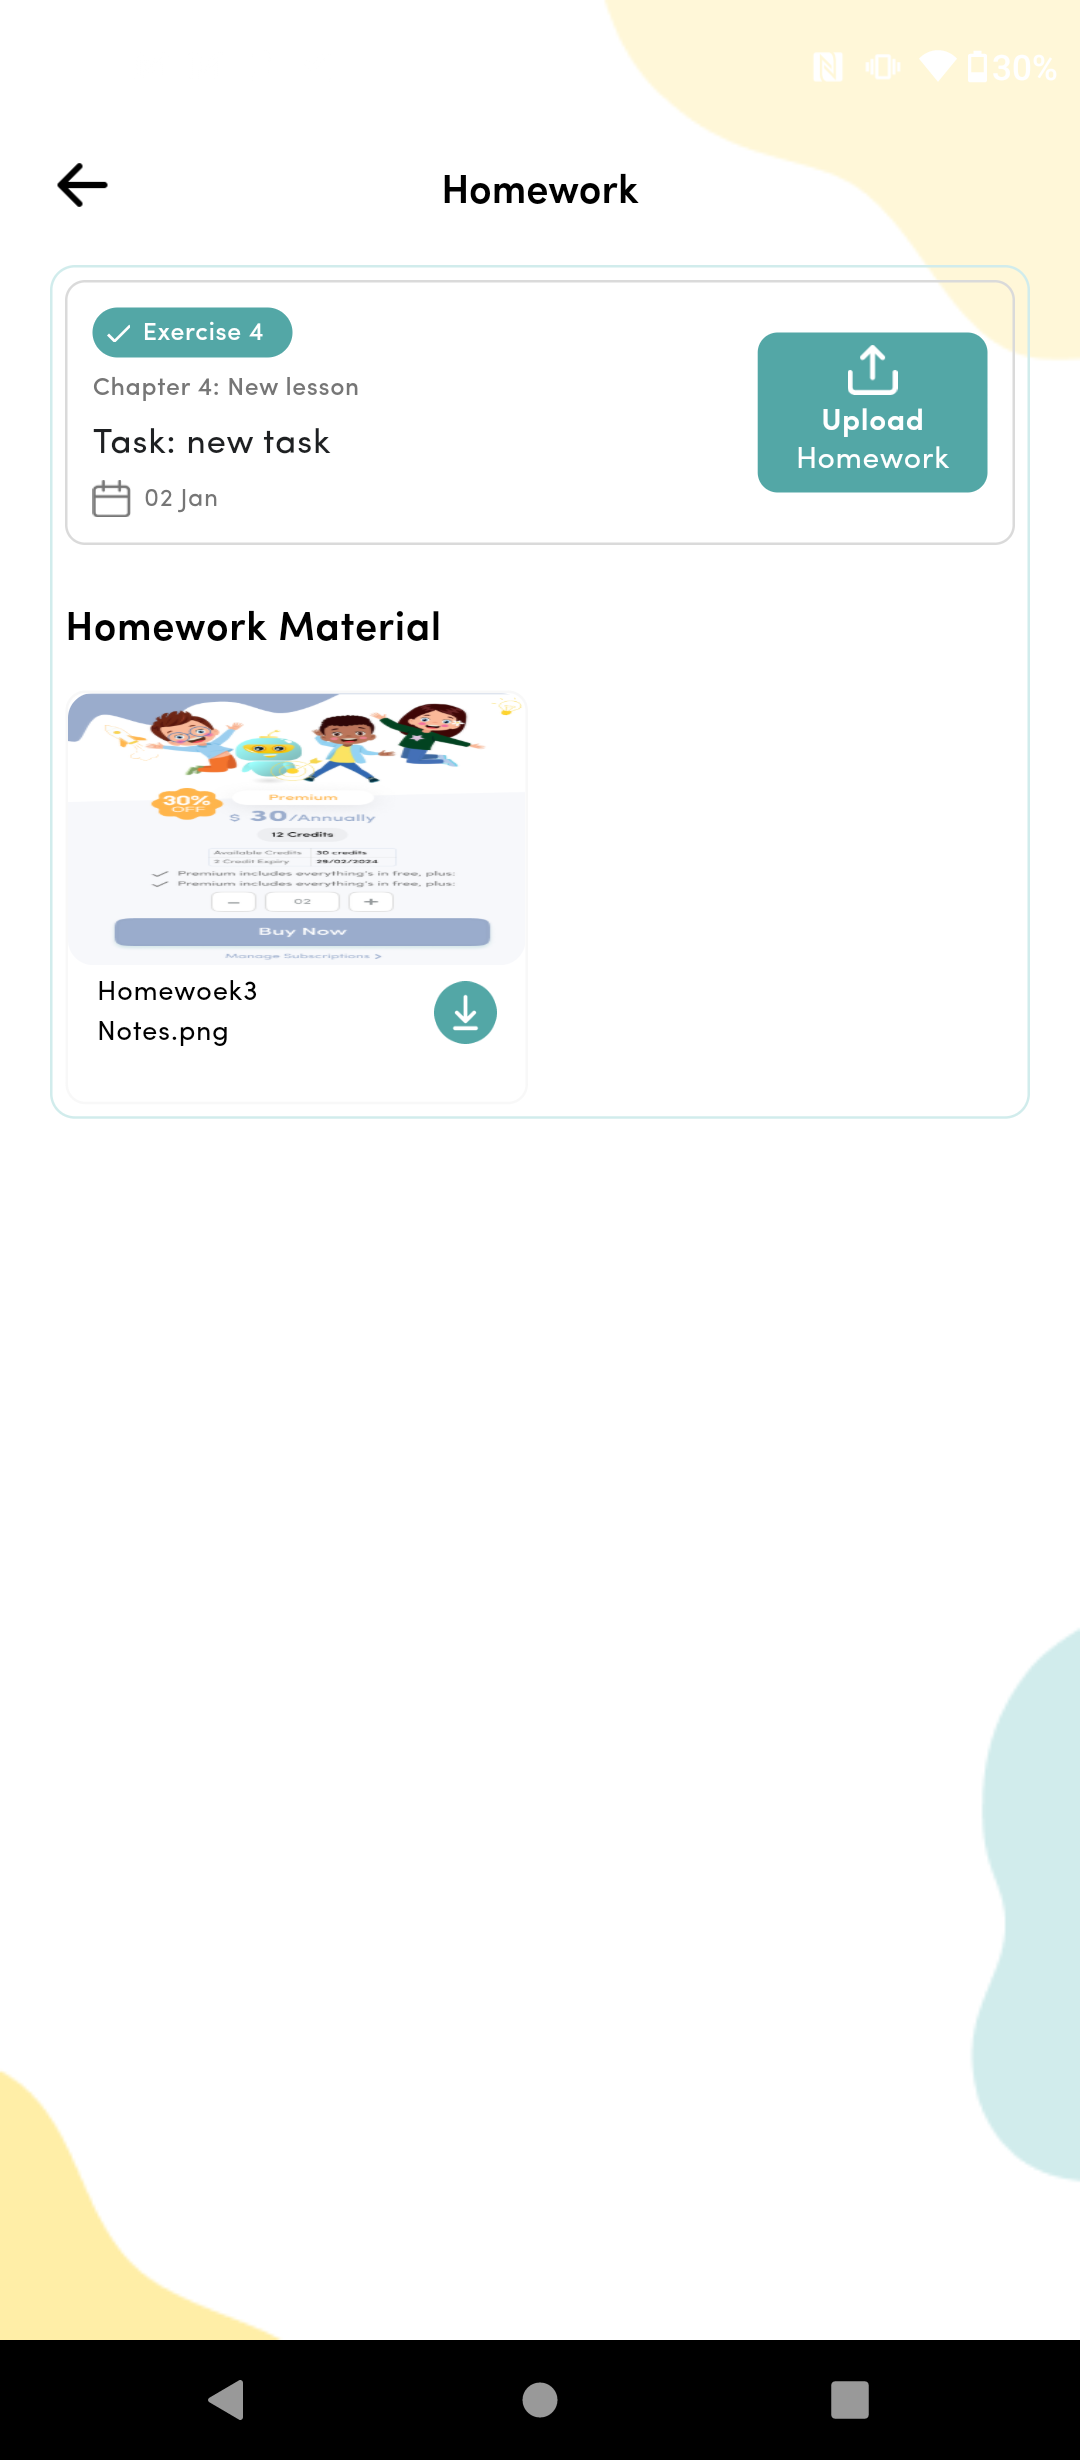 30%
Homework
Exercise 4
Chapter 4: New lesson
Task: new task
02 Jan
Upload
Homework
Homework Material
30%
OFF
Premium
$ 30/Annually
12 Credits
Available Credits 30 credits
2 Credit Expiry 29/02/2024
Premium includes everything's in free, plus:
Premium includes everything's in free, plus:
02
Buy Now
Manage Subscriptions >
Homewoek3
Notes.png